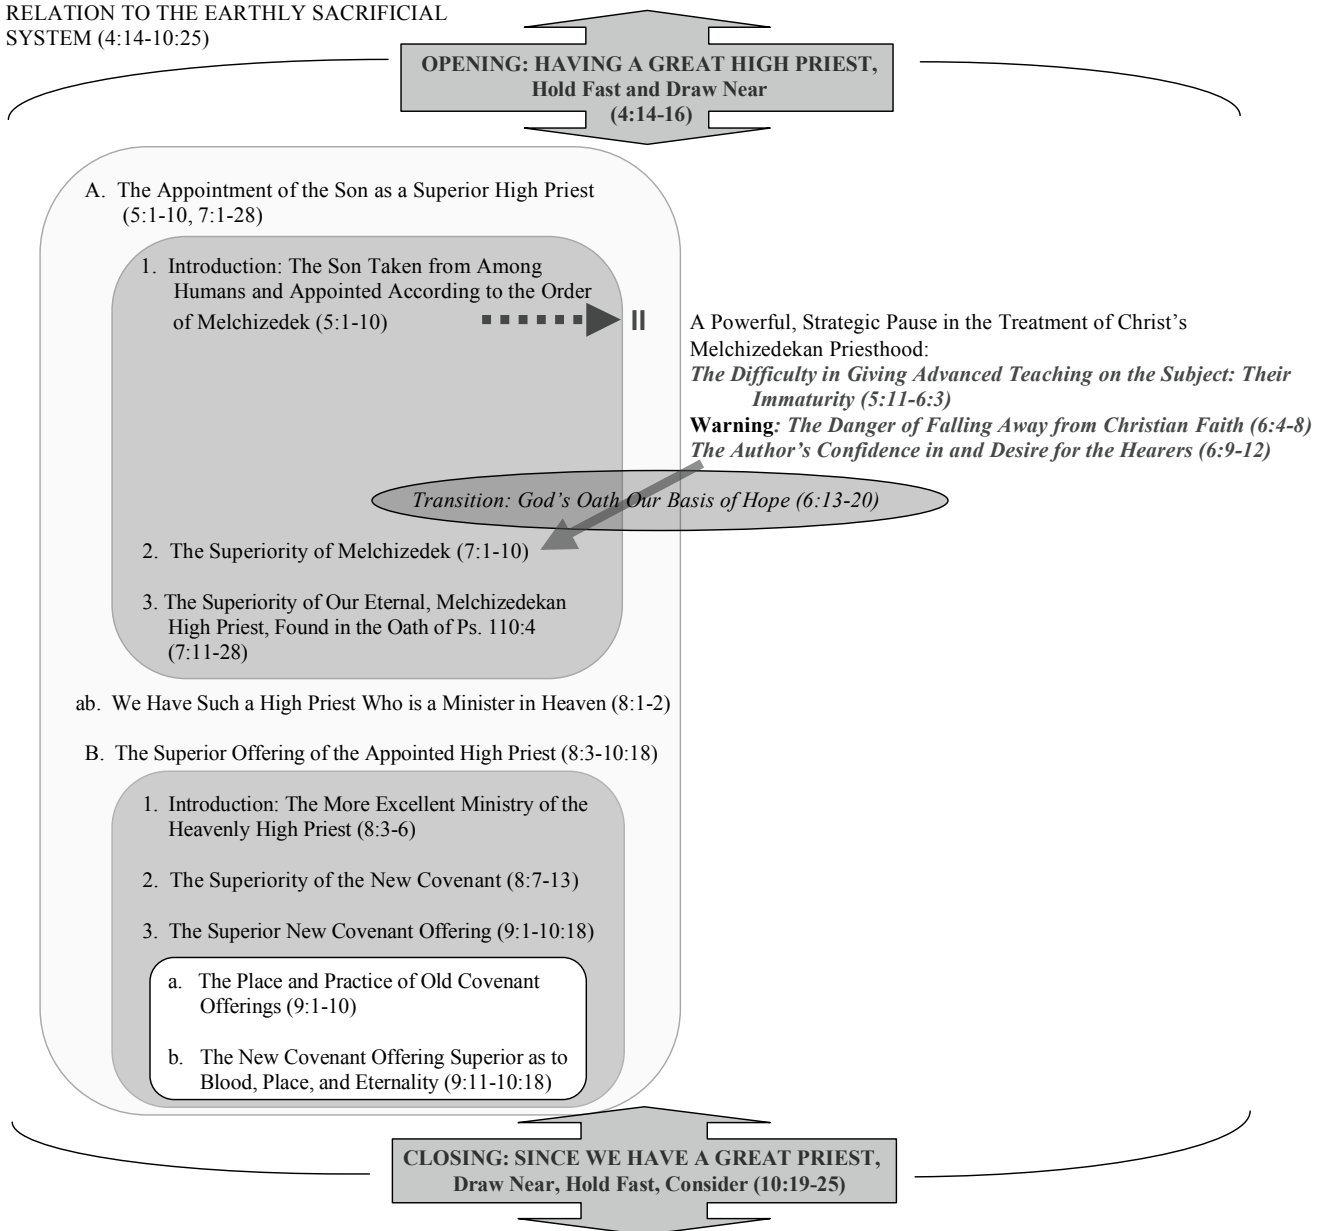 RELATION TO THE EARTHLY SACRIFICIAL
SYSTEM (4:14-10:25)
OPENING: HAVING A GREAT HIGH PRIEST,
Hold Fast and Draw Near
(4:14-16)
A. The Appointment of the Son as a Superior High Priest
(5:1-10, 7:1-28)
1. Introduction: The Son Taken from Among
Humans and Appointed According to the Order
of Melchizedek (5:1-10)
A Powerful, Strategic Pause in the Treatment of Christ’s
Melchizedekan Priesthood:
The Difficulty in Giving Advanced Teaching on the Subject: Their
Immaturity (5:11-6:3)
Warning: The Danger of Falling Away from Christian Faith (6:4-8)
The Author’s Confidence in and Desire for the Hearers (6:9-12)
Transition: God’s Oath Our Basis of Hope (6:13-20)
2. The Superiority of Melchizedek (7:1-10)
3. The Superiority of Our Eternal, Melchizedekan
High Priest, Found in the Oath of Ps. 110:4
(7:11-28)
ab. We Have Such a High Priest Who is a Minister in Heaven (8:1-2)
B. The Superior Offering of the Appointed High Priest (8:3-10:18)
1. Introduction: The More Excellent Ministry of the
Heavenly High Priest (8:3-6)
2. The Superiority of the New Covenant (8:7-13)
3. The Superior New Covenant Offering (9:1-10:18)
a. The Place and Practice of Old Covenant
Offerings (9:1-10)
b. The New Covenant Offering Superior as to
Blood, Place, and Eternality (9:11-10:18)
CLOSING: SINCE WE HAVE A GREAT PRIEST,
Draw Near, Hold Fast, Consider (10:19-25)